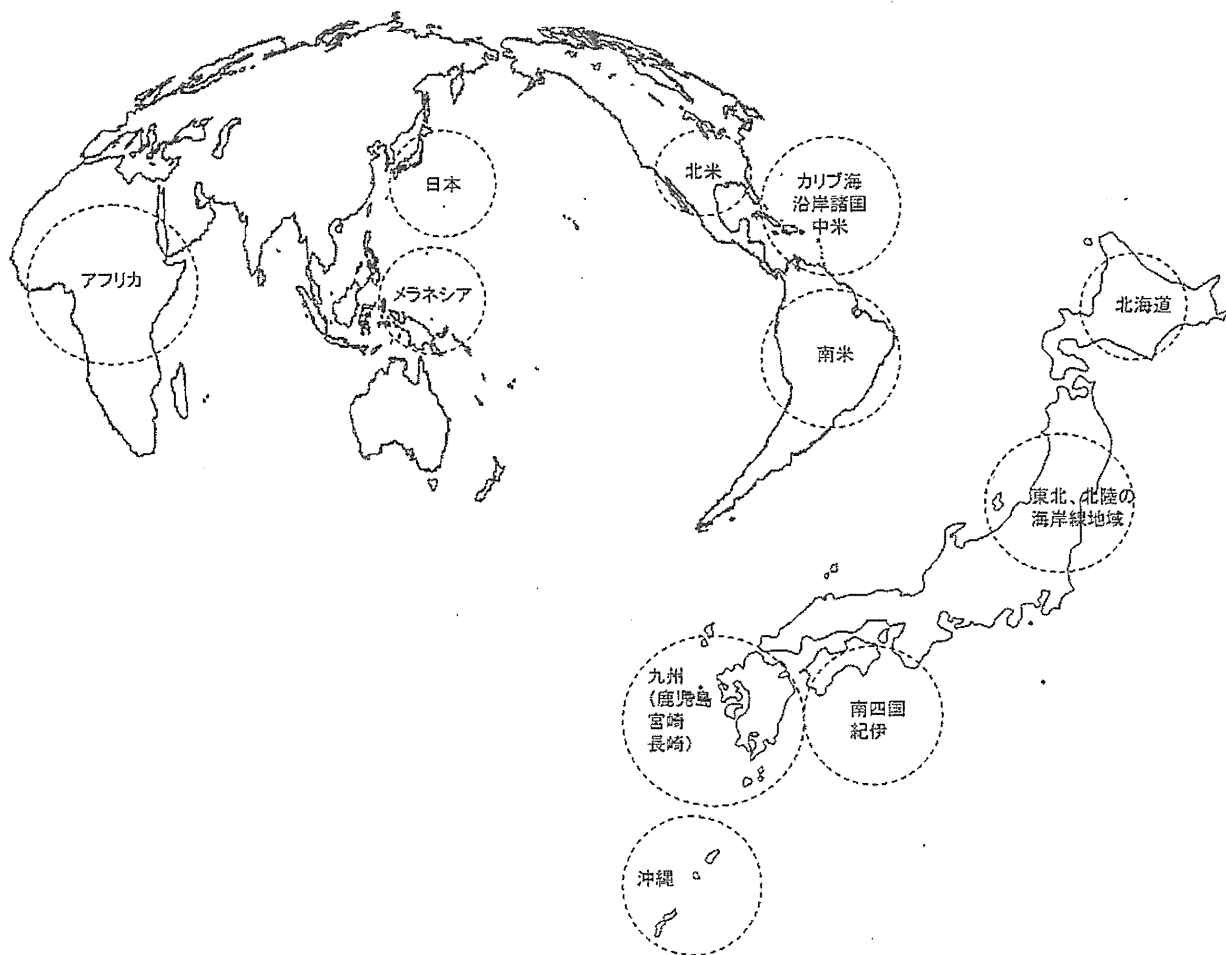 北米
カリブ海
沿岸諸国
中米
日本
アフリカ
メラネシア
南米
北海道
東北、北陸の
海岸線地域
九州
(鹿児島
宮崎
長崎)
南四国
紀伊
沖縄